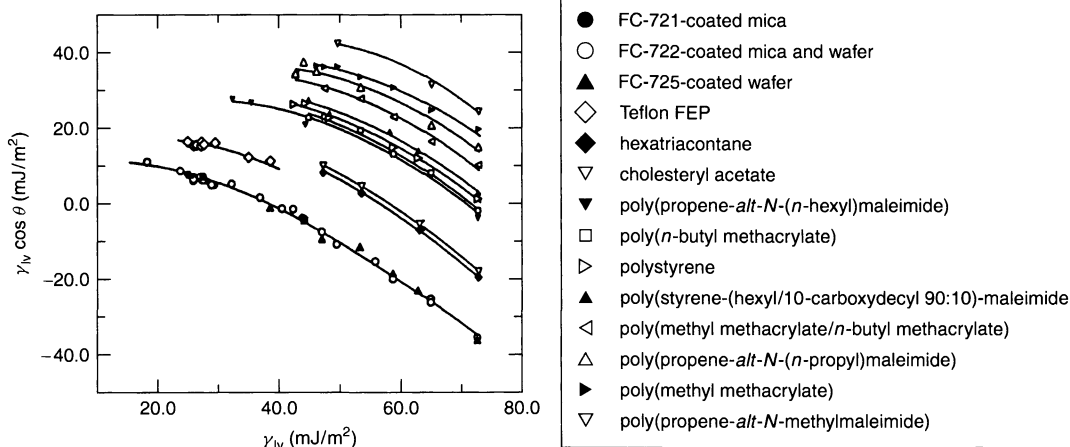 γlv cos θ (mJ/m²)
40.0
20.0
0.0
−20.0
−40.0
20.0 40.0 60.0 80.0
γlv (mJ/m²)
FC-721-coated mica
FC-722-coated mica and wafer
FC-725-coated wafer
Teflon FEP
hexatriacontane
cholesteryl acetate
poly(propene-alt-N-(n-hexyl)maleimide)
poly(n-butyl methacrylate)
polystyrene
poly(styrene-(hexyl/10-carboxydecyl 90:10)-maleimide
poly(methyl methacrylate/n-butyl methacrylate)
poly(propene-alt-N-(n-propyl)maleimide)
poly(methyl methacrylate)
poly(propene-alt-N-methylmaleimide)